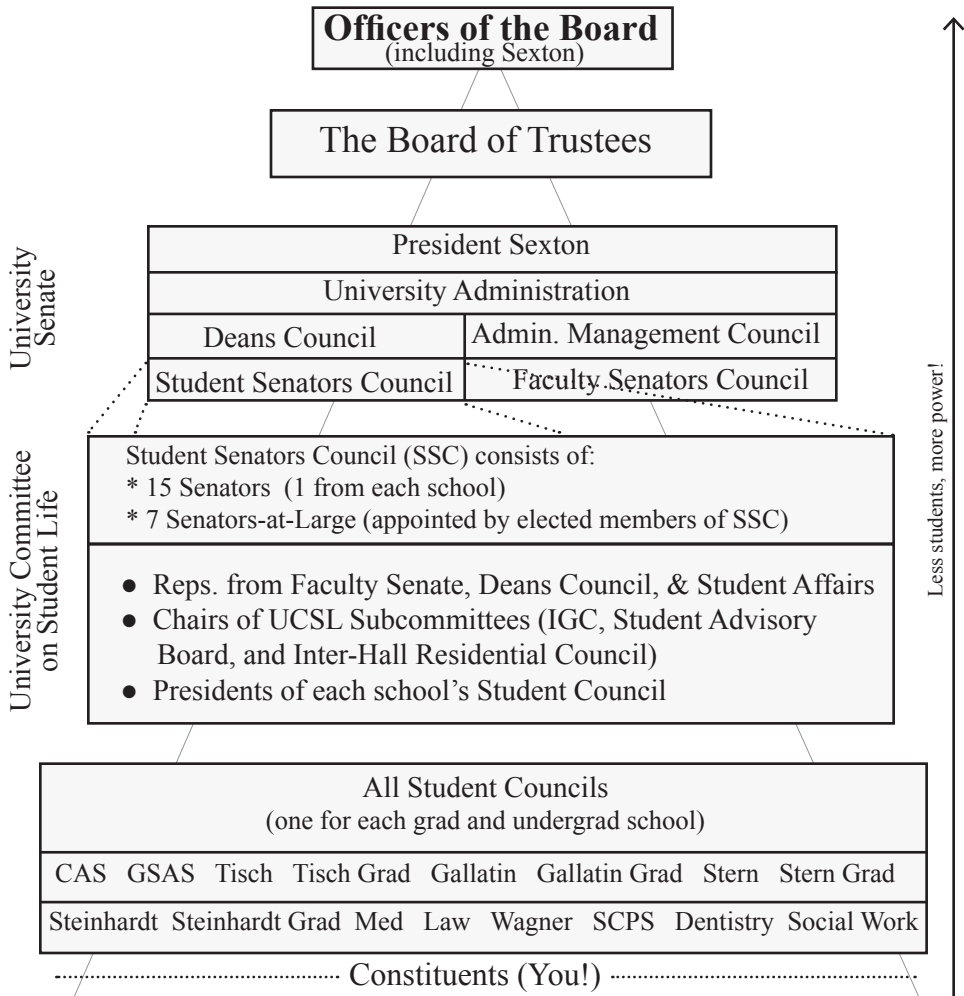 Officers of the Board
(including Sexton)
The Board of Trustees
University
Senate
President Sexton
University Administration
Deans Council
Admin. Management Council
Student Senators Council
Faculty Senators Council
Less students, more power!
University Committee
on Student Life
Student Senators Council (SSC) consists of:
* 15 Senators (1 from each school)
* 7 Senators-at-Large (appointed by elected members of SSC)
● Reps. from Faculty Senate, Deans Council, & Student Affairs
● Chairs of UCSL Subcommittees (IGC, Student Advisory
Board, and Inter-Hall Residential Council)
● Presidents of each school’s Student Council
All Student Councils
(one for each grad and undergrad school)
CAS GSAS Tisch Tisch Grad Gallatin Gallatin Grad Stern Stern Grad
Steinhardt Steinhardt Grad Med Law Wagner SCPS Dentistry Social Work
Constituents (You!)